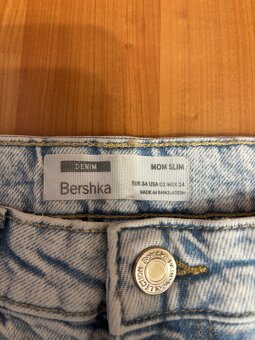 DENIM
MOM SLIM
Bershka
EUR 34 USA 02 MEX 24
MADE IN BANGLADESH